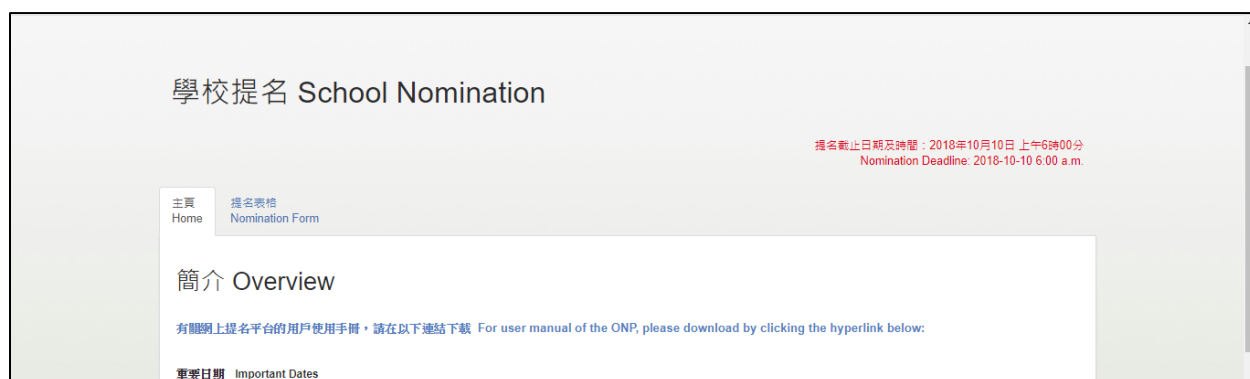 學校提名 School Nomination
提名截止日期及時間：2018年10月10日 上午6時00分
Nomination Deadline: 2018-10-10 6:00 a.m.
主頁
Home
提名表格
Nomination Form
簡介 Overview
有關網上提名平台的用戶使用手冊，請在以下連結下載 For user manual of the ONP, please download by clicking the hyperlink below:
重要日期 Important Dates